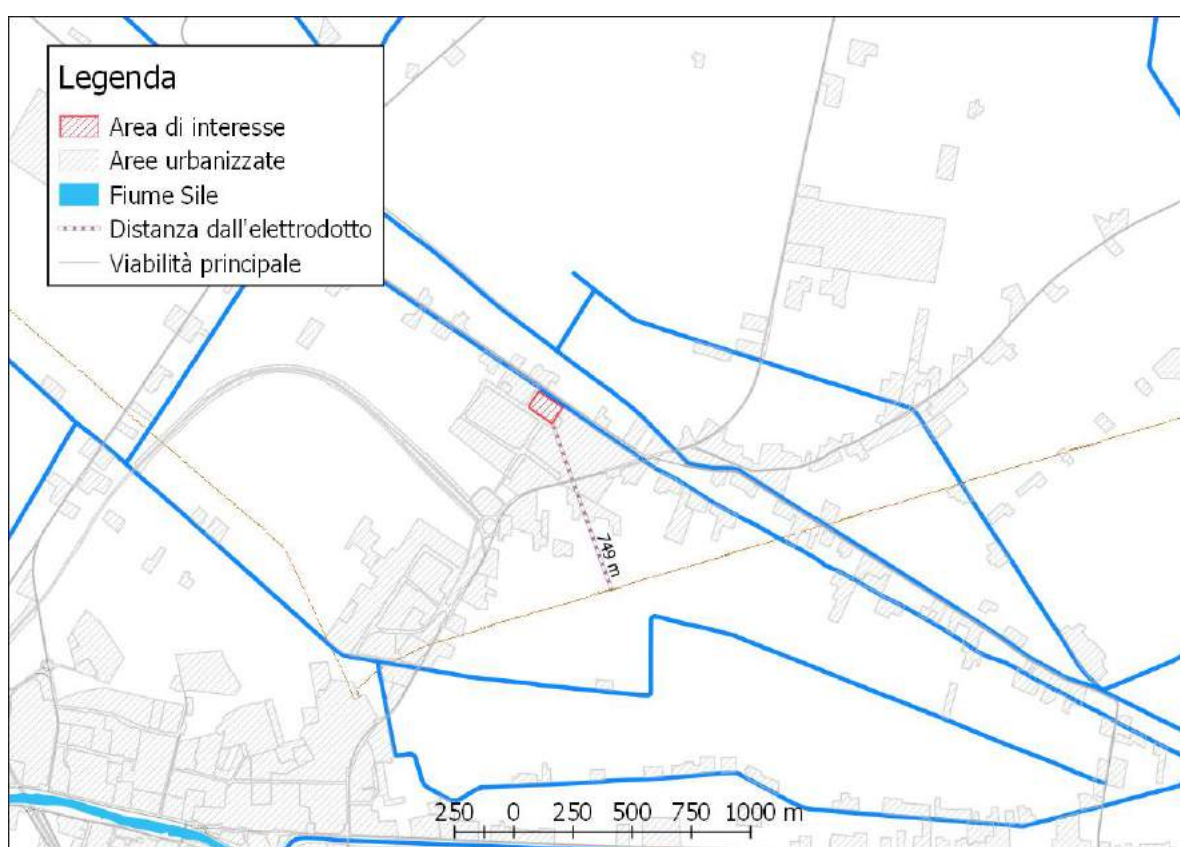 Legenda
Area di interesse
Aree urbanizzate
Fiume Sile
Distanza dall'elettrodotto
Viabilità principale
749 m
250 0 250 500 750 1000 m